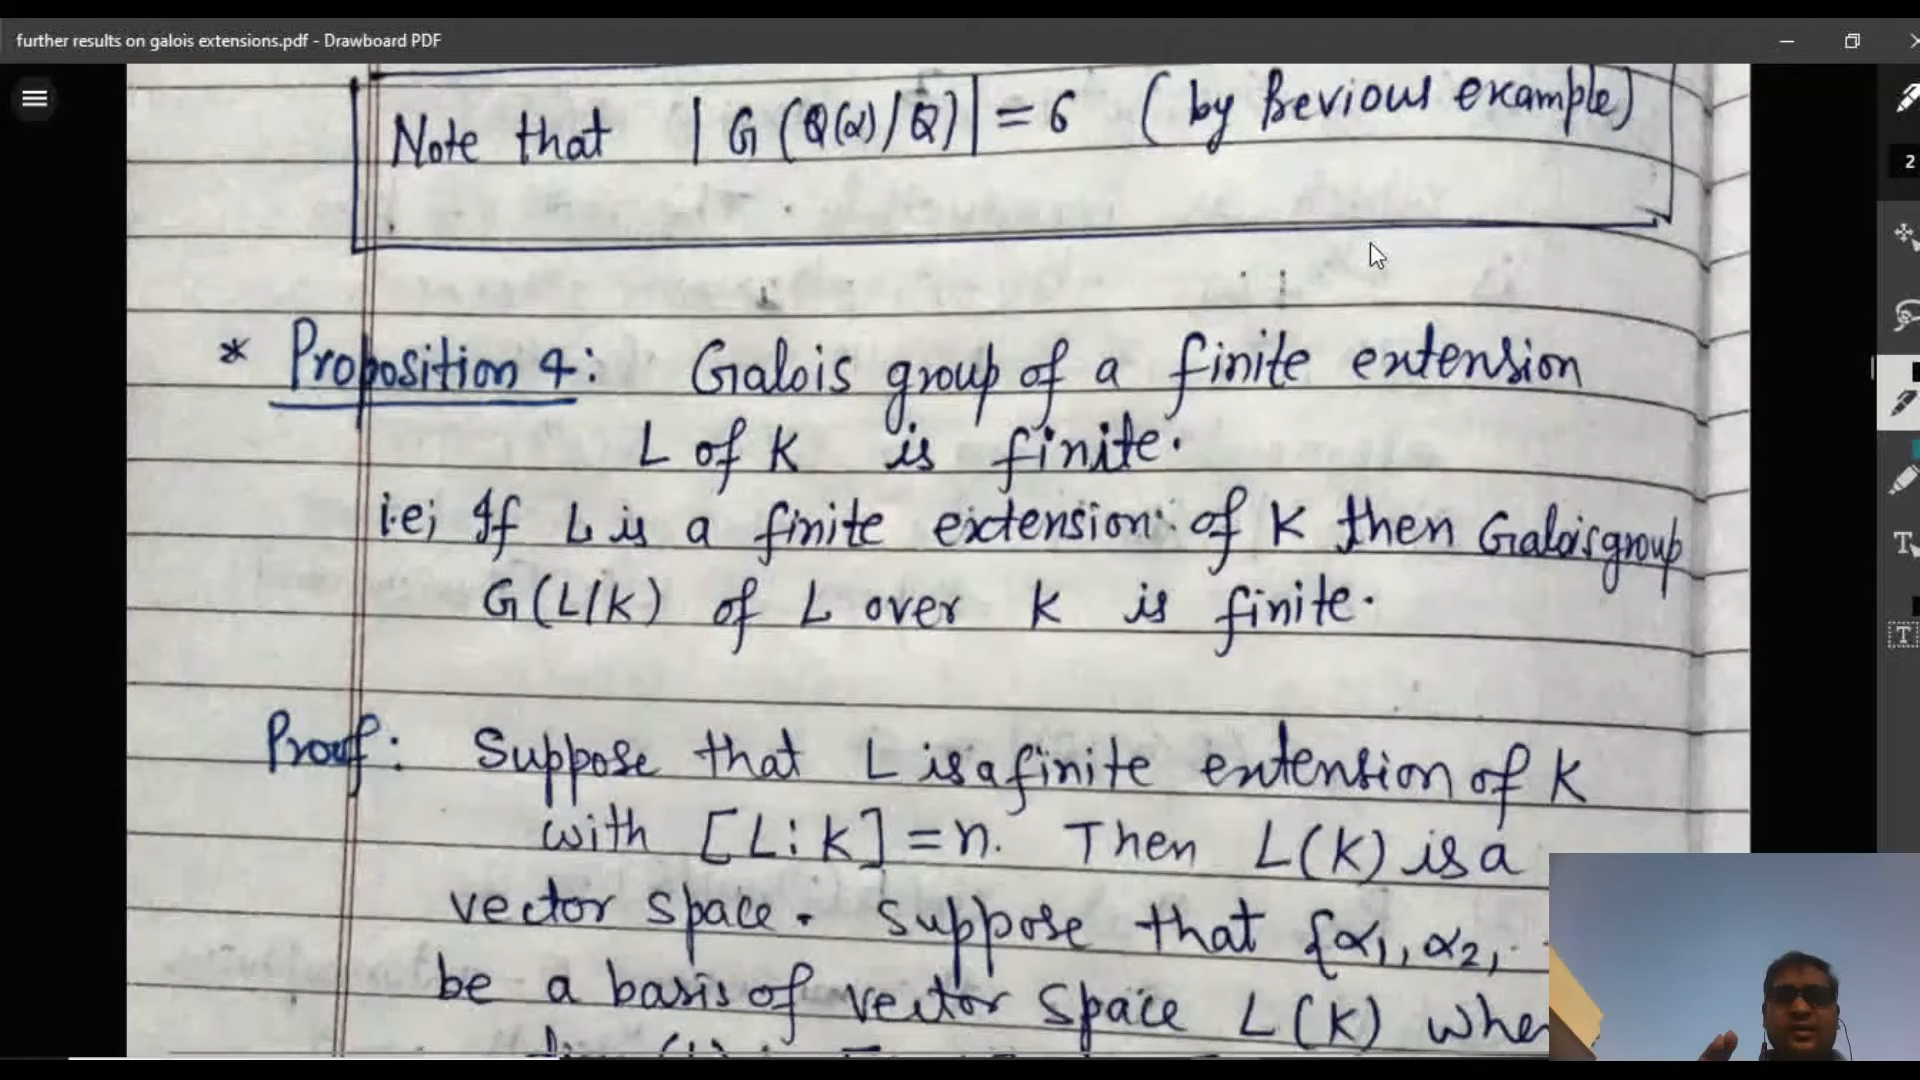 further results on galois extensions.pdf - Drawboard PDF
Note that |G(Q(α)/Q)| = 6 (by Previous example)
2
* Proposition 4: Galois group of a finite extension
L of K is finite.
i.e; If L is a finite extension of K then Galois group
G(L/K) of L over K is finite.
Proof: Suppose that L is a finite extension of K
with [L:K] = n. Then L(K) is a
vector space. Suppose that {α1, α2,
be a basis of vector space L(K)